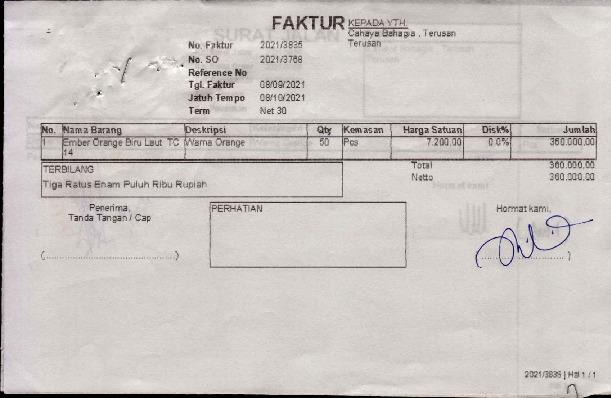 FAKTUR
KEPADA YTH.
Cahaya Bahagia , Terusan
Terusan
No. Faktur 2021/3835
No. SO 2021/3768
Reference No
Tgl. Faktur 08/09/2021
Jatuh Tempo 08/10/2021
Term Net 30
No. Nama Barang Deskripsi Qty Kemasan Harga Satuan Disk% Jumlah
1 Ember Orange Biru Laut TC Warna Orange 50 Pcs 7.200,00 0.0% 360.000,00
14
TERBILANG
Tiga Ratus Enam Puluh Ribu Rupiah
Total 360.000,00
Netto 360.000,00
Penerima,
Tanda Tangan / Cap
PERHATIAN
Hormat kami,
(................................)
(................................)
2021/3835 | Hal 1 / 1